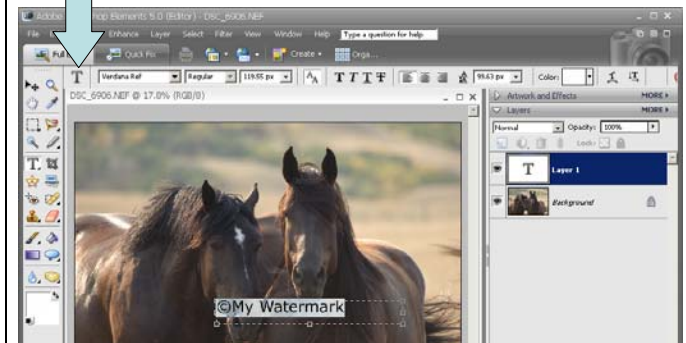 Adobe Photoshop Elements 5.0 (Editor) - DSC_6906.NEF
File Enhance Layer Select Filter View Window Help Type a question for help
Full Quick Fix Create Orga...
T Verdana Ref Regular 119.55 px T T T T 99.63 px Color:
DSC_6906.NEF @ 17.0% (RGB/8)
Artwork and Effects MORE
Layers MORE
Normal Opacity: 100%
Lock:
T Layer 1
Background
©My Watermark